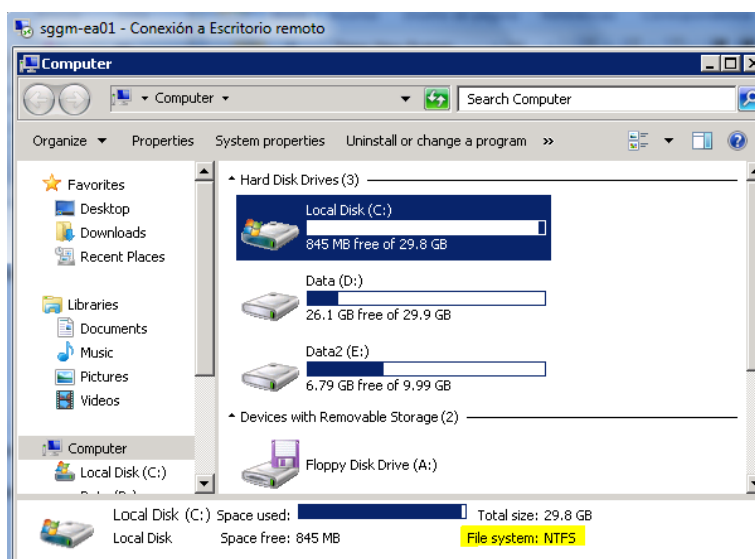 sggm-ea01 - Conexión a Escritorio remoto
Computer
Computer
Search Computer
Organize
Properties
System properties
Uninstall or change a program
»
Favorites
Desktop
Downloads
Recent Places
Libraries
Documents
Music
Pictures
Videos
Computer
Local Disk (C:)
Hard Disk Drives (3)
Local Disk (C:)
845 MB free of 29.8 GB
Data (D:)
26.1 GB free of 29.9 GB
Data2 (E:)
6.79 GB free of 9.99 GB
Devices with Removable Storage (2)
Floppy Disk Drive (A:)
Local Disk (C:) Space used: Total size: 29.8 GB
Local Disk Space free: 845 MB File system: NTFS